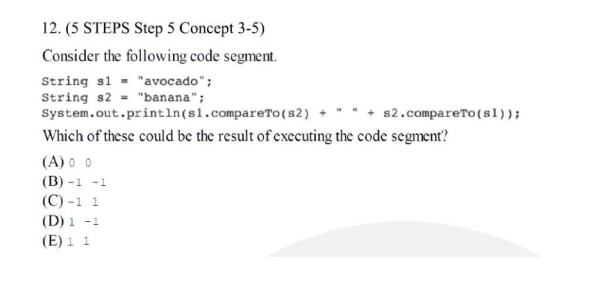 12. (5 STEPS Step 5 Concept 3-5)
Consider the following code segment.
String s1 = "avocado";
String s2 = "banana";
System.out.println(s1.compareTo(s2) + " " + s2.compareTo(s1));
Which of these could be the result of executing the code segment?
(A) 0 0
(B) -1 -1
(C) -1 1
(D) 1 -1
(E) 1 1